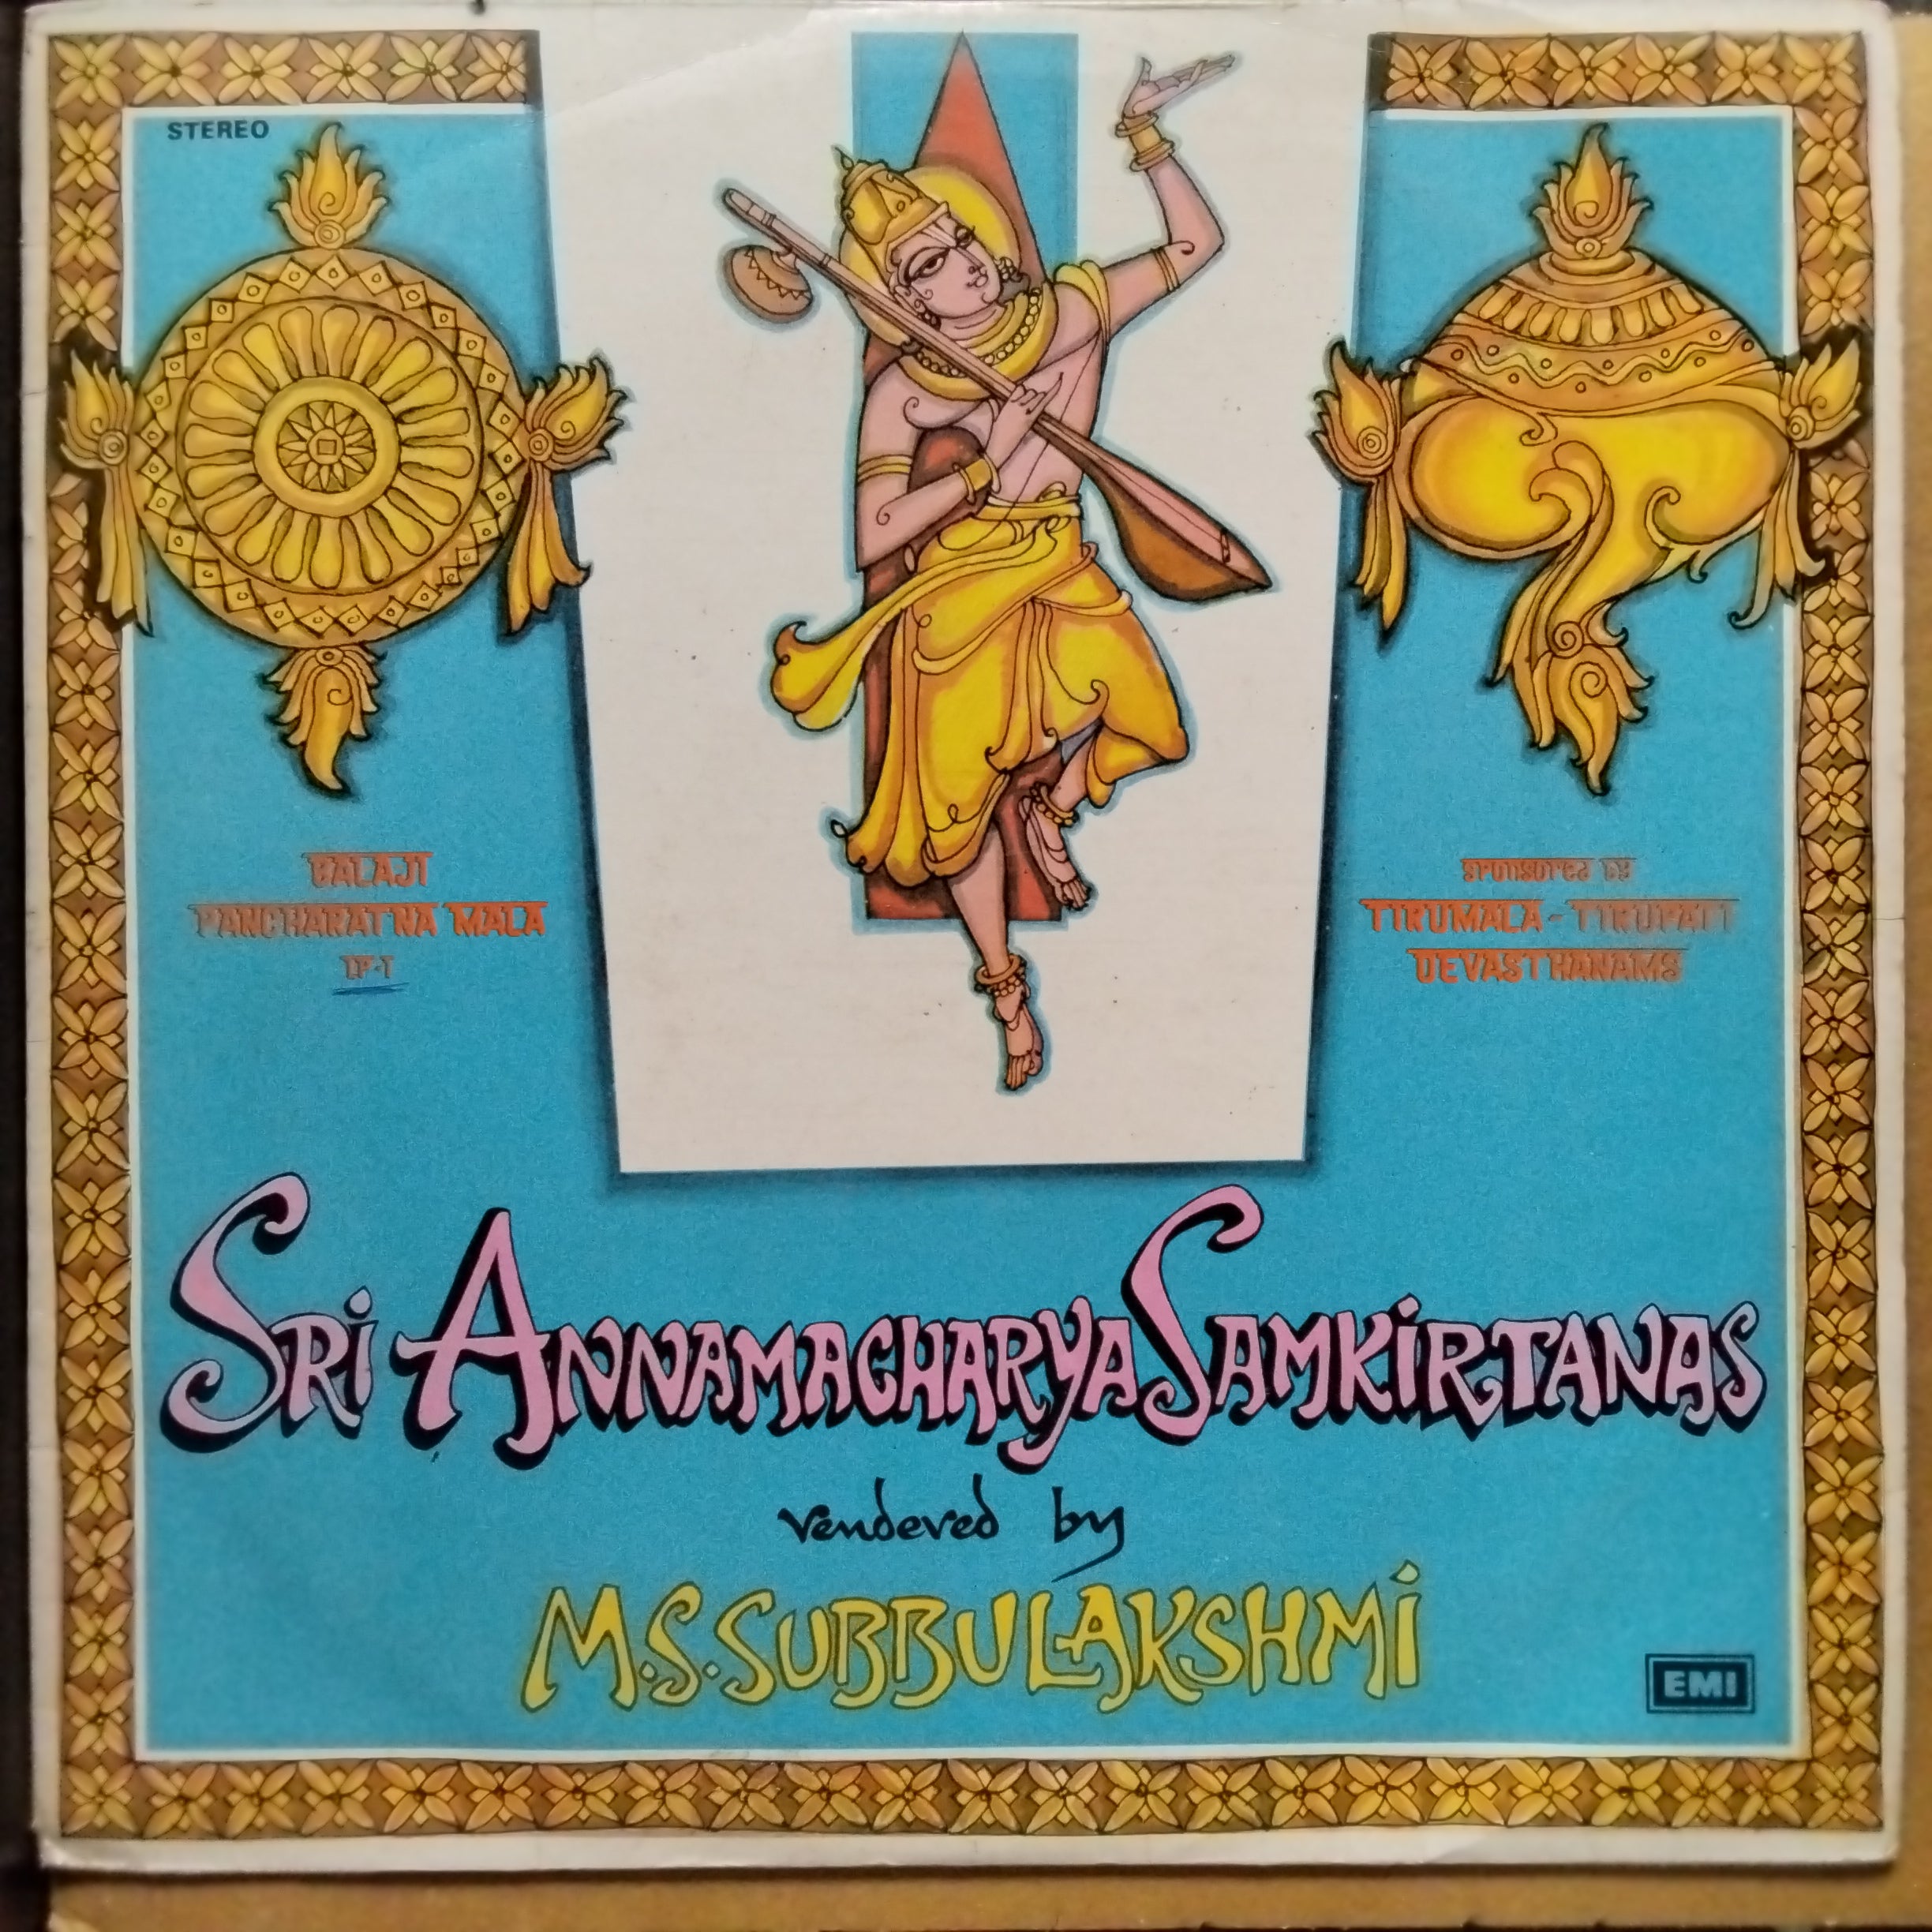 STEREO
BALAJI
PANCHARATNA MALA
LP-1
SPONSORED BY
TIRUMALA-TIRUPATI
DEVASTHANAMS
SRI ANNAMACHARYA SAMKIRTANAS
rendered by
M.S.SUBBULAKSHMI
EMI